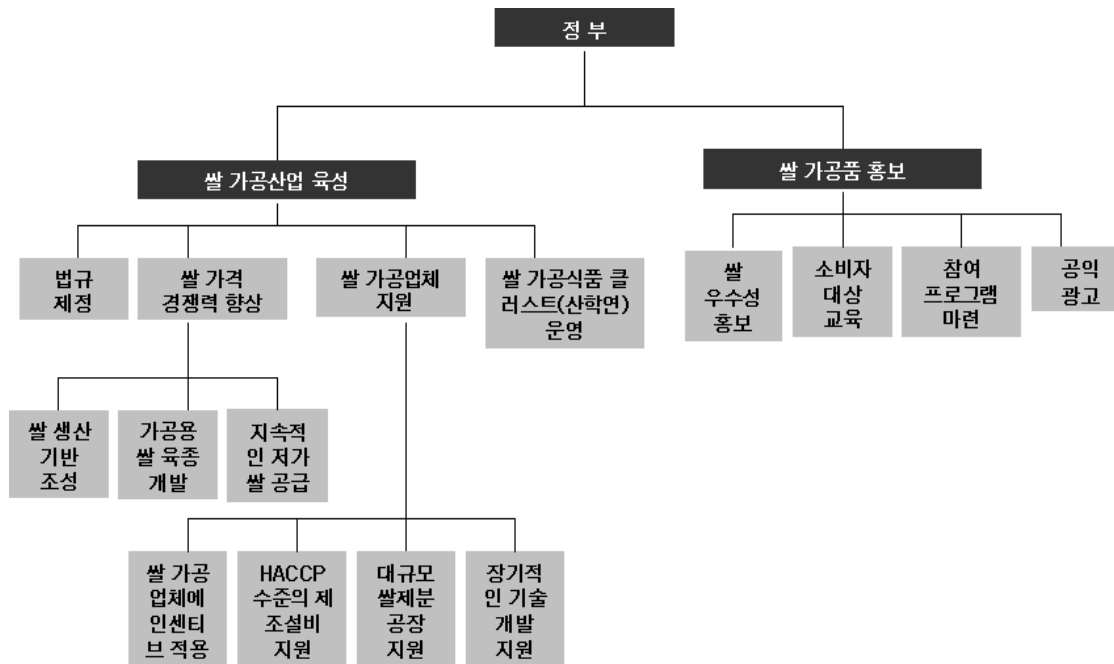 정 부
쌀 가공산업 육성
쌀 가공품 홍보
법규
제정
쌀 가격
경쟁력 향상
쌀 가공업체
지원
쌀 가공식품 클
러스트(산학연)
운영
쌀
우수성
홍보
소비자
대상
교육
참여
프로그램
마련
공익
광고
쌀 생산
기반
조성
가공용
쌀 육종
개발
지속적
인 저가
쌀 공급
쌀 가공
업체에
인센티
브 적용
HACCP
수준의 제
조설비
지원
대규모
쌀제분
공장
지원
장기적
인 기술
개발
지원